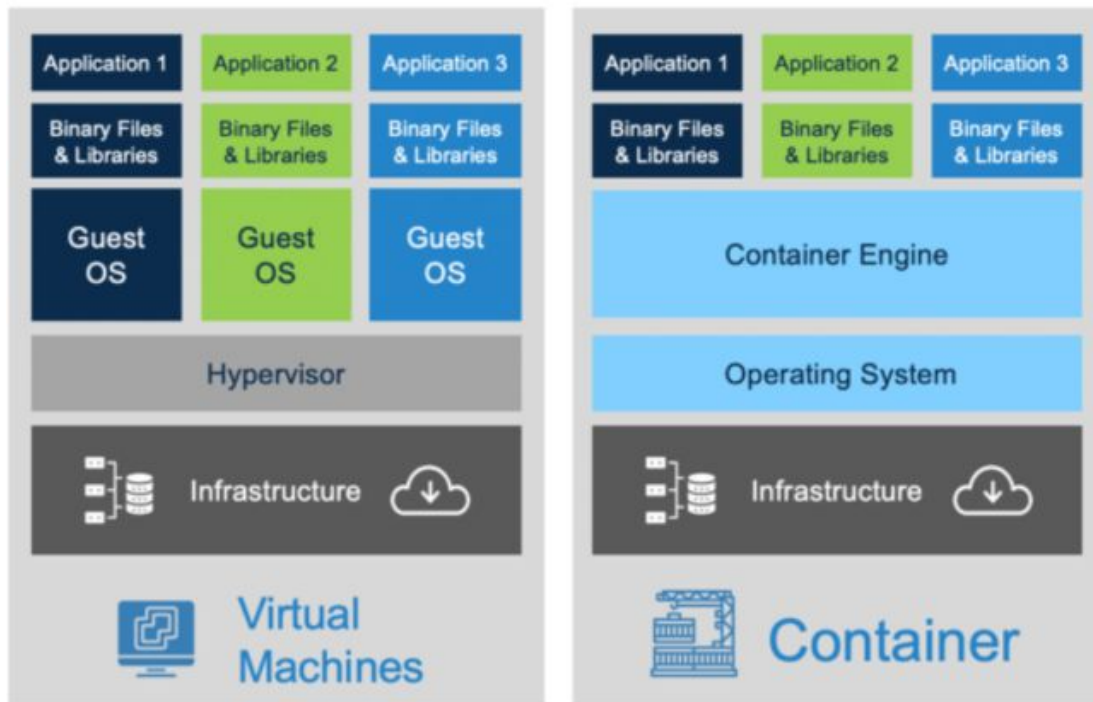 Application 1
Application 2
Application 3
Binary Files
& Libraries
Binary Files
& Libraries
Binary Files
& Libraries
Guest
OS
Guest
OS
Guest
OS
Hypervisor
Infrastructure
Virtual
Machines
Application 1
Application 2
Application 3
Binary Files
& Libraries
Binary Files
& Libraries
Binary Files
& Libraries
Container Engine
Operating System
Infrastructure
Container